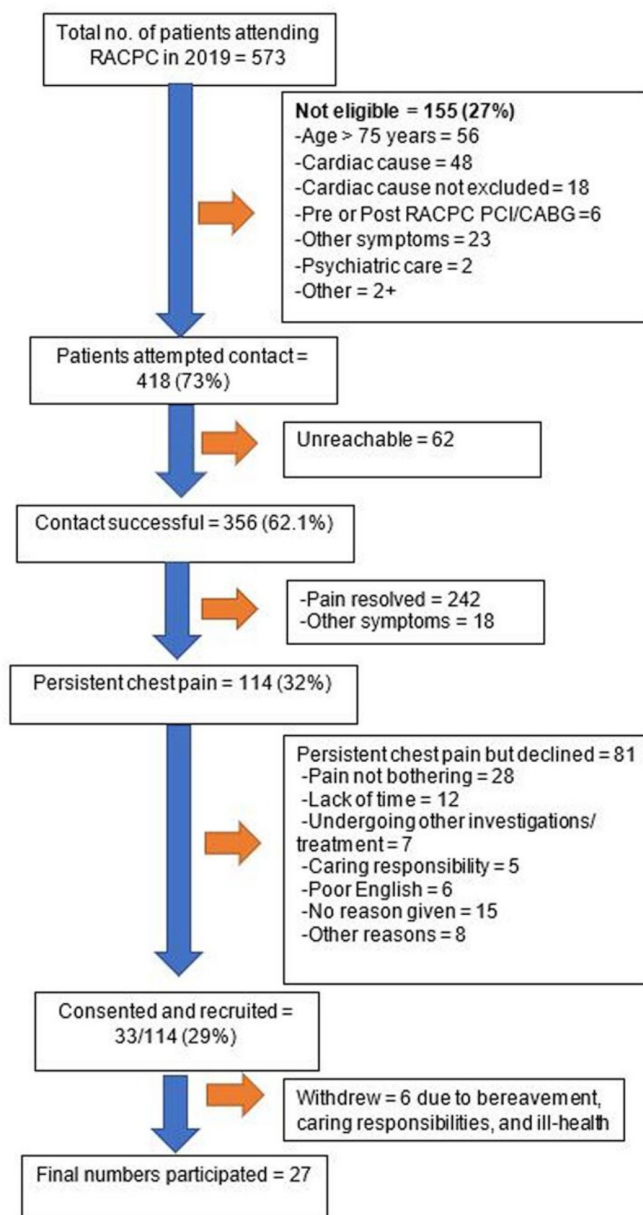 Total no. of patients attending
RACPC in 2019 = 573
Not eligible = 155 (27%)
-Age > 75 years = 56
-Cardiac cause = 48
-Cardiac cause not excluded = 18
-Pre or Post RACPC PCI/CABG =6
-Other symptoms = 23
-Psychiatric care = 2
-Other = 2+
Patients attempted contact =
418 (73%)
Unreachable = 62
Contact successful = 356 (62.1%)
-Pain resolved = 242
-Other symptoms = 18
Persistent chest pain = 114 (32%)
Persistent chest pain but declined = 81
-Pain not bothering = 28
-Lack of time = 12
-Undergoing other investigations/
treatment = 7
-Caring responsibility = 5
-Poor English = 6
-No reason given = 15
-Other reasons = 8
Consented and recruited =
33/114 (29%)
Withdrew = 6 due to bereavement,
caring responsibilities, and ill-health
Final numbers participated = 27